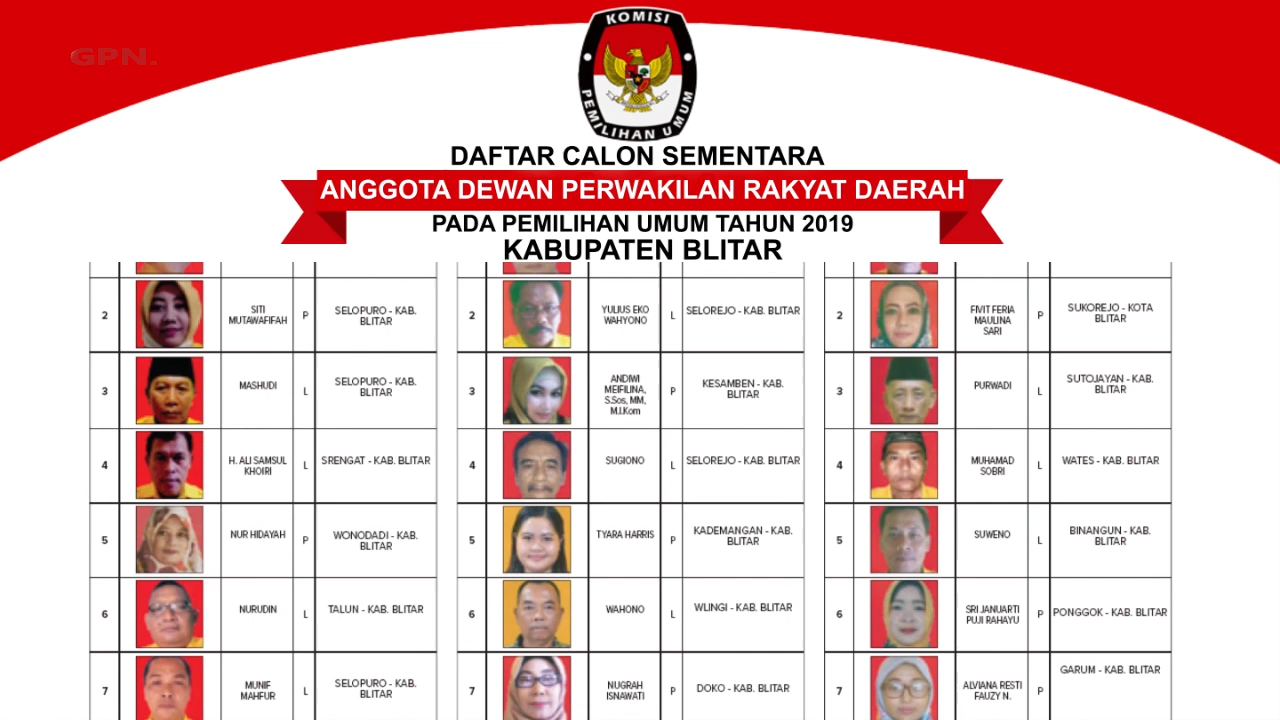 GPN.
KOMISI
PEMILIHAN UMUM
DAFTAR CALON SEMENTARA
ANGGOTA DEWAN PERWAKILAN RAKYAT DAERAH
PADA PEMILIHAN UMUM TAHUN 2019
KABUPATEN BLITAR
2
SITI
MUTAWAFIFAH
P
SELOPURO - KAB.
BLITAR
3
MASHUDI
L
SELOPURO - KAB.
BLITAR
4
H. ALI SAMSUL
KHOIRI
L
SRENGAT - KAB. BLITAR
5
NUR HIDAYAH
P
WONODADI - KAB.
BLITAR
6
NURUDIN
L
TALUN - KAB. BLITAR
7
MUNIF
MAHFUR
L
SELOPURO - KAB.
BLITAR
2
YULIUS EKO
WAHYONO
L
SELOREJO - KAB. BLITAR
3
ANDIWI
MEIFILINA,
S.Sos, MM,
M.I.Kom
P
KESAMBEN - KAB.
BLITAR
4
SUGIONO
L
SELOREJO - KAB. BLITAR
5
TYARA HARRIS
P
KADEMANGAN - KAB.
BLITAR
6
WAHONO
L
WLINGI - KAB. BLITAR
7
NUGRAH
ISNAWATI
P
DOKO - KAB. BLITAR
2
FIVIT FERIA
MAULINA
SARI
P
SUKOREJO - KOTA
BLITAR
3
PURWADI
L
SUTOJAYAN - KAB.
BLITAR
4
MUHAMAD
SOBRI
L
WATES - KAB. BLITAR
5
SUWENO
L
BINANGUN - KAB.
BLITAR
6
SRI JANUARTI
PUJI RAHAYU
P
PONGGOK - KAB. BLITAR
7
ALVIANA RESTI
FAUZY N.
P
GARUM - KAB. BLITAR